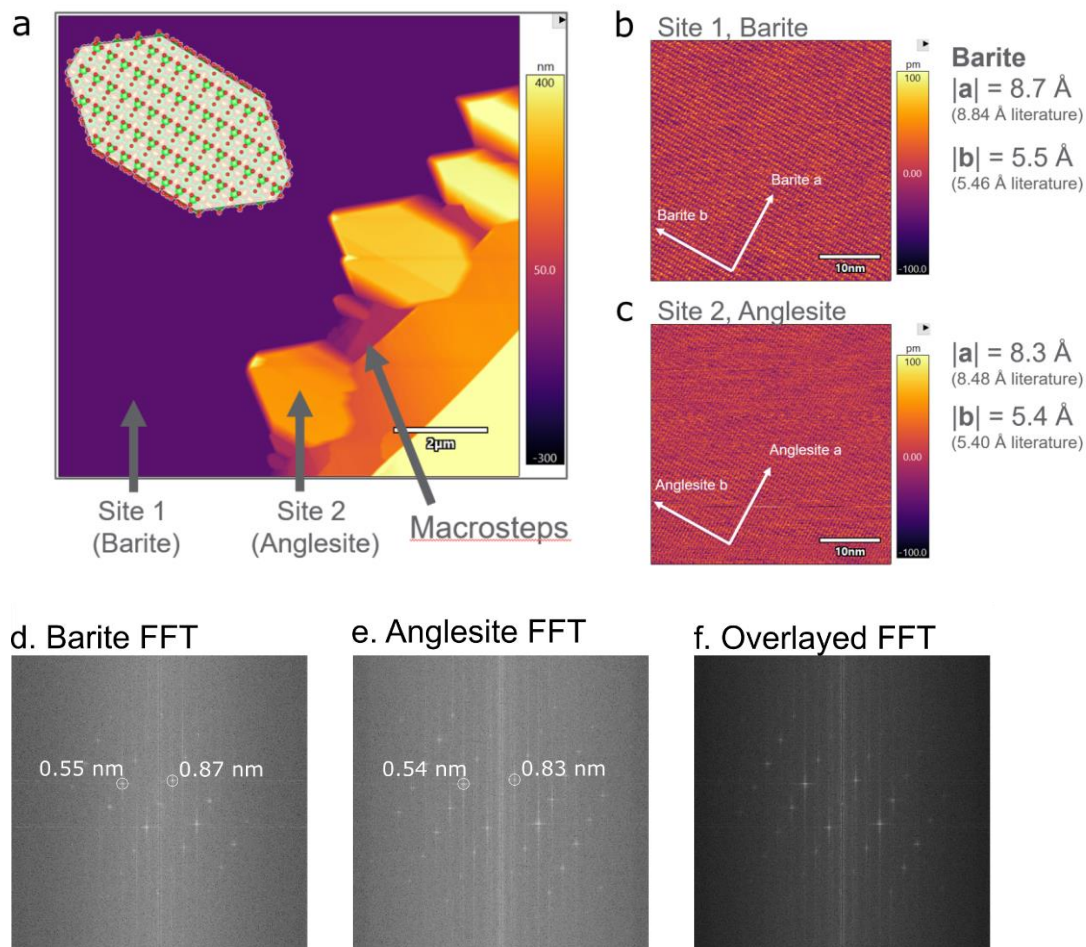 a
nm
400
50.0
-300
2µm
Site 1
(Barite)
Site 2
(Anglesite)
Macrosteps
b
Site 1, Barite
pm
100
0.00
-100.0
Barite a
Barite b
10nm
Barite
|a| = 8.7 Å
(8.84 Å literature)
|b| = 5.5 Å
(5.46 Å literature)
c
Site 2, Anglesite
pm
100
0.00
-100.0
Anglesite a
Anglesite b
10nm
|a| = 8.3 Å
(8.48 Å literature)
|b| = 5.4 Å
(5.40 Å literature)
d. Barite FFT
0.55 nm
0.87 nm
e. Anglesite FFT
0.54 nm
0.83 nm
f. Overlayed FFT